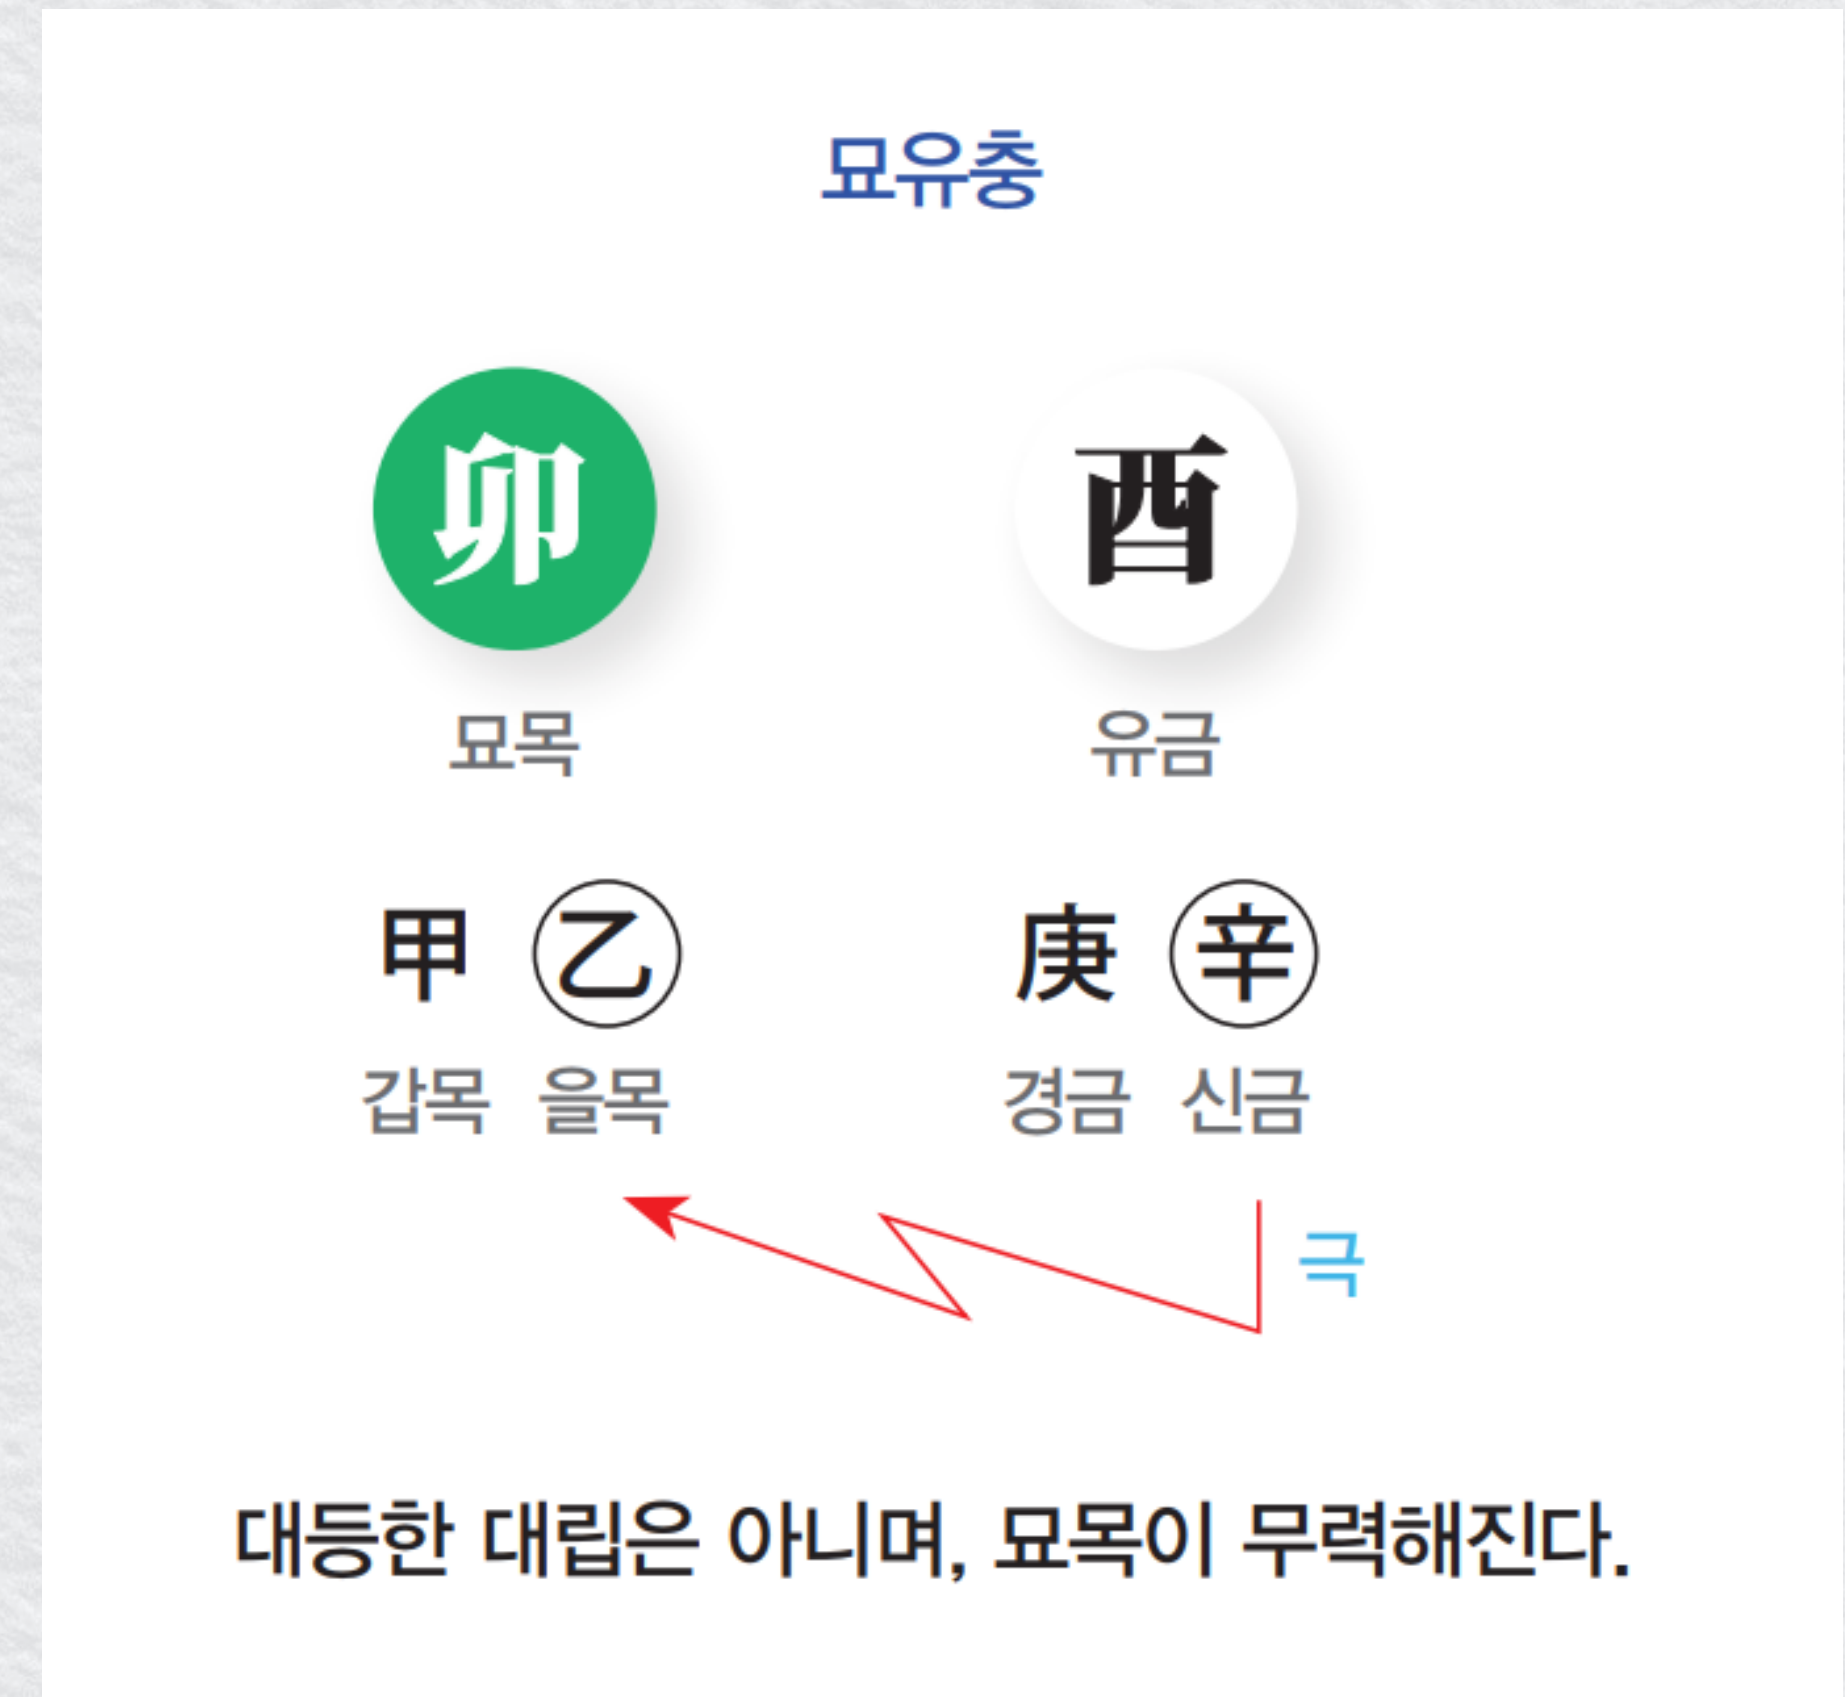 묘유충
卯 酉
묘목 유금
甲 乙 庚 辛
갑목 을목 경금 신금
극
대등한 대립은 아니며, 묘목이 무력해진다.